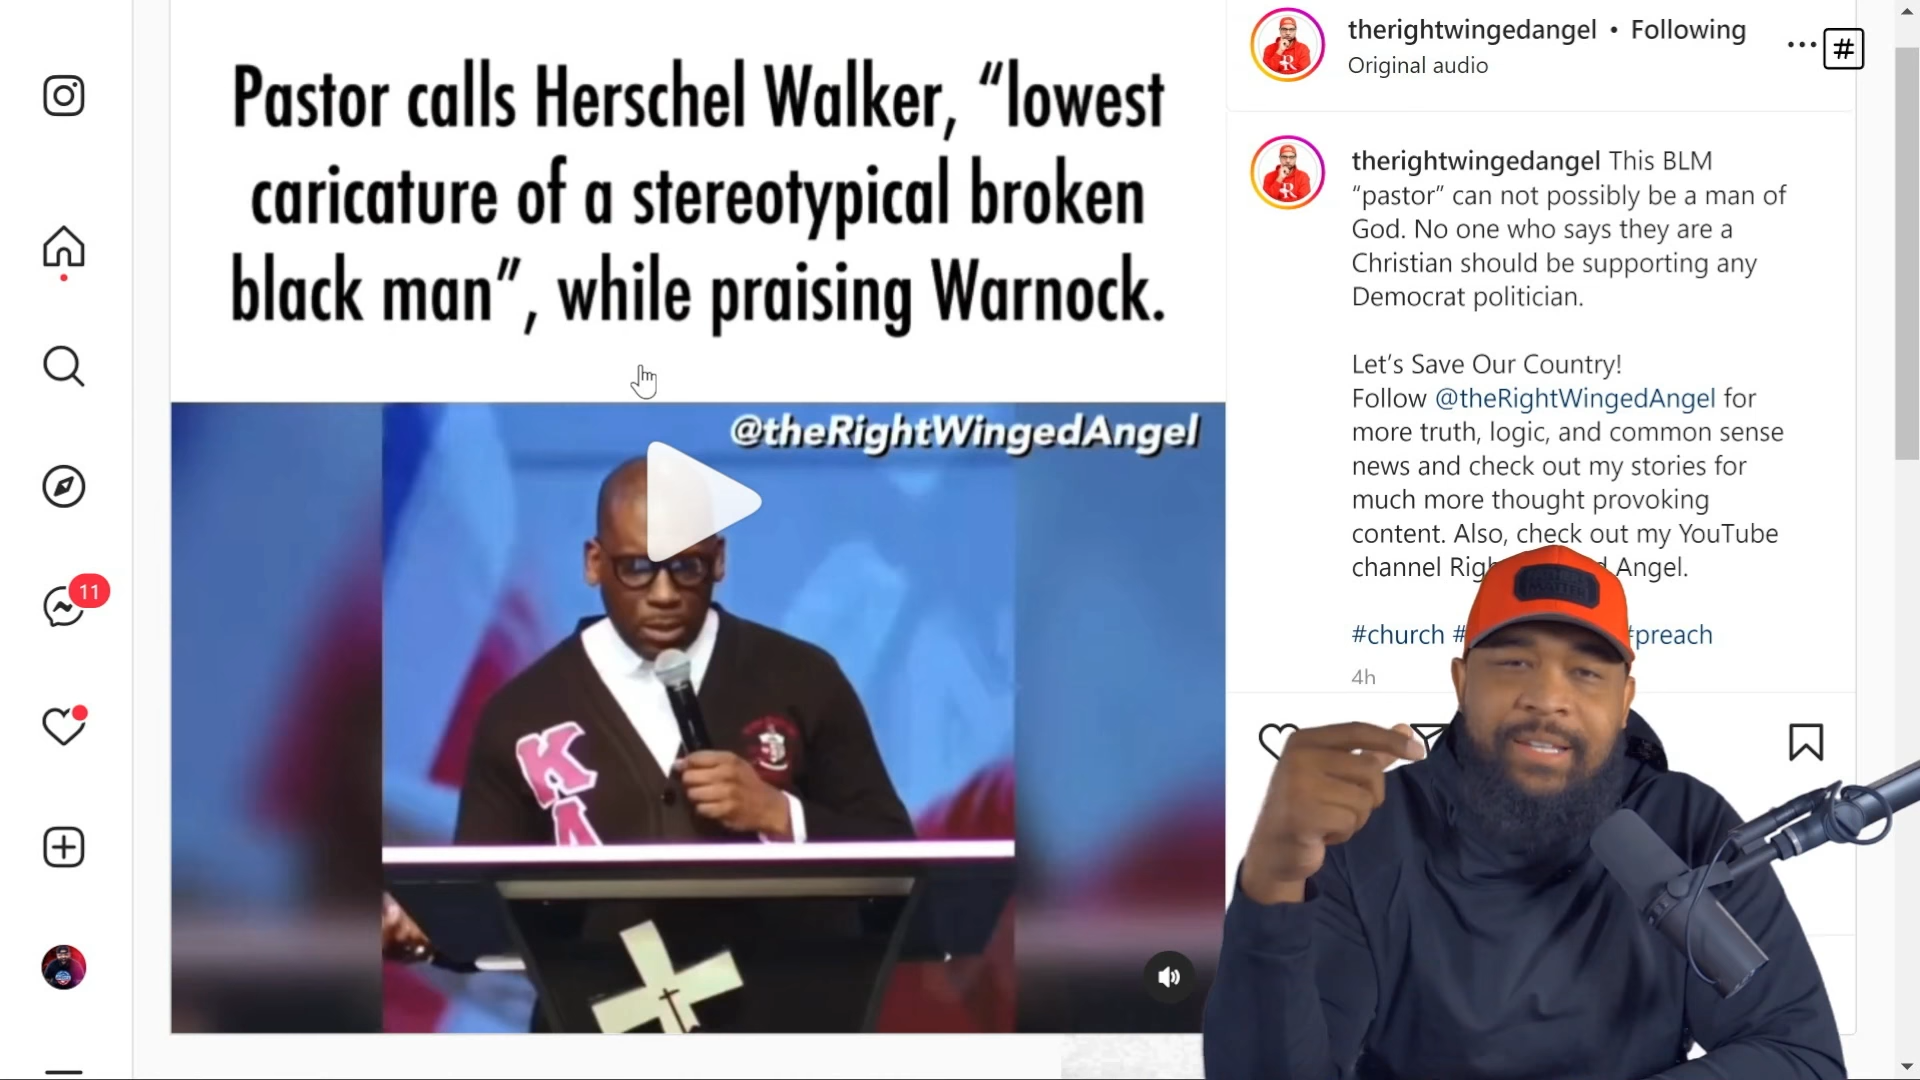 Pastor calls Herschel Walker, “lowest
caricature of a stereotypical broken
black man”, while praising Warnock.
@theRightWingedAngel
K
11
therightwingedangel • Following
Original audio
#
therightwingedangel This BLM
“pastor” can not possibly be a man of
God. No one who says they are a
Christian should be supporting any
Democrat politician.
Let’s Save Our Country!
Follow @theRightWingedAngel for
more truth, logic, and common sense
news and check out my stories for
much more thought provoking
content. Also, check out my YouTube
channel Angel.
#church #preach
4h